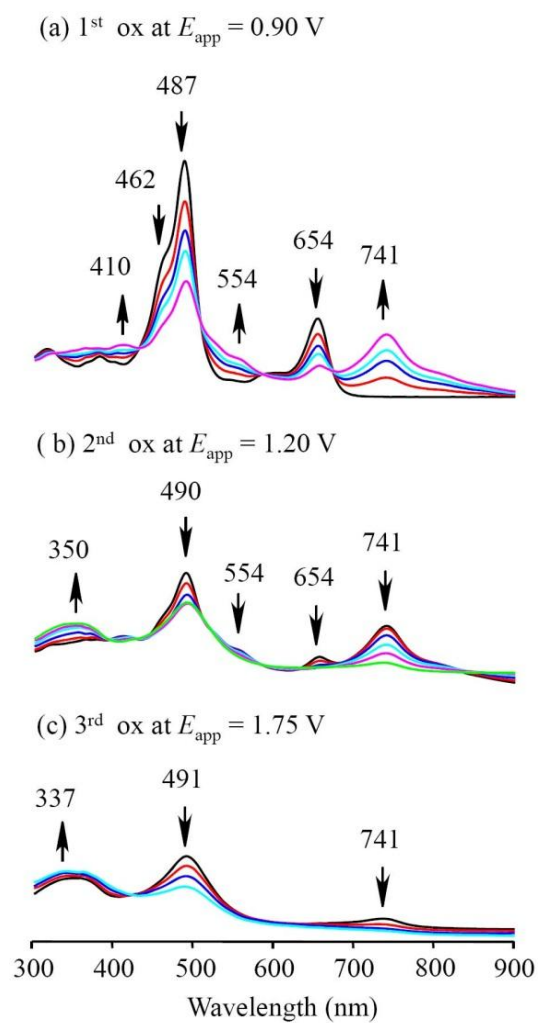 (a) 1st ox at Eapp = 0.90 V
487
462
410
554
654
741
( b) 2nd ox at Eapp = 1.20 V
490
350
554
654
741
(c) 3rd ox at Eapp = 1.75 V
491
337
741
300 400 500 600 700 800 900
Wavelength (nm)